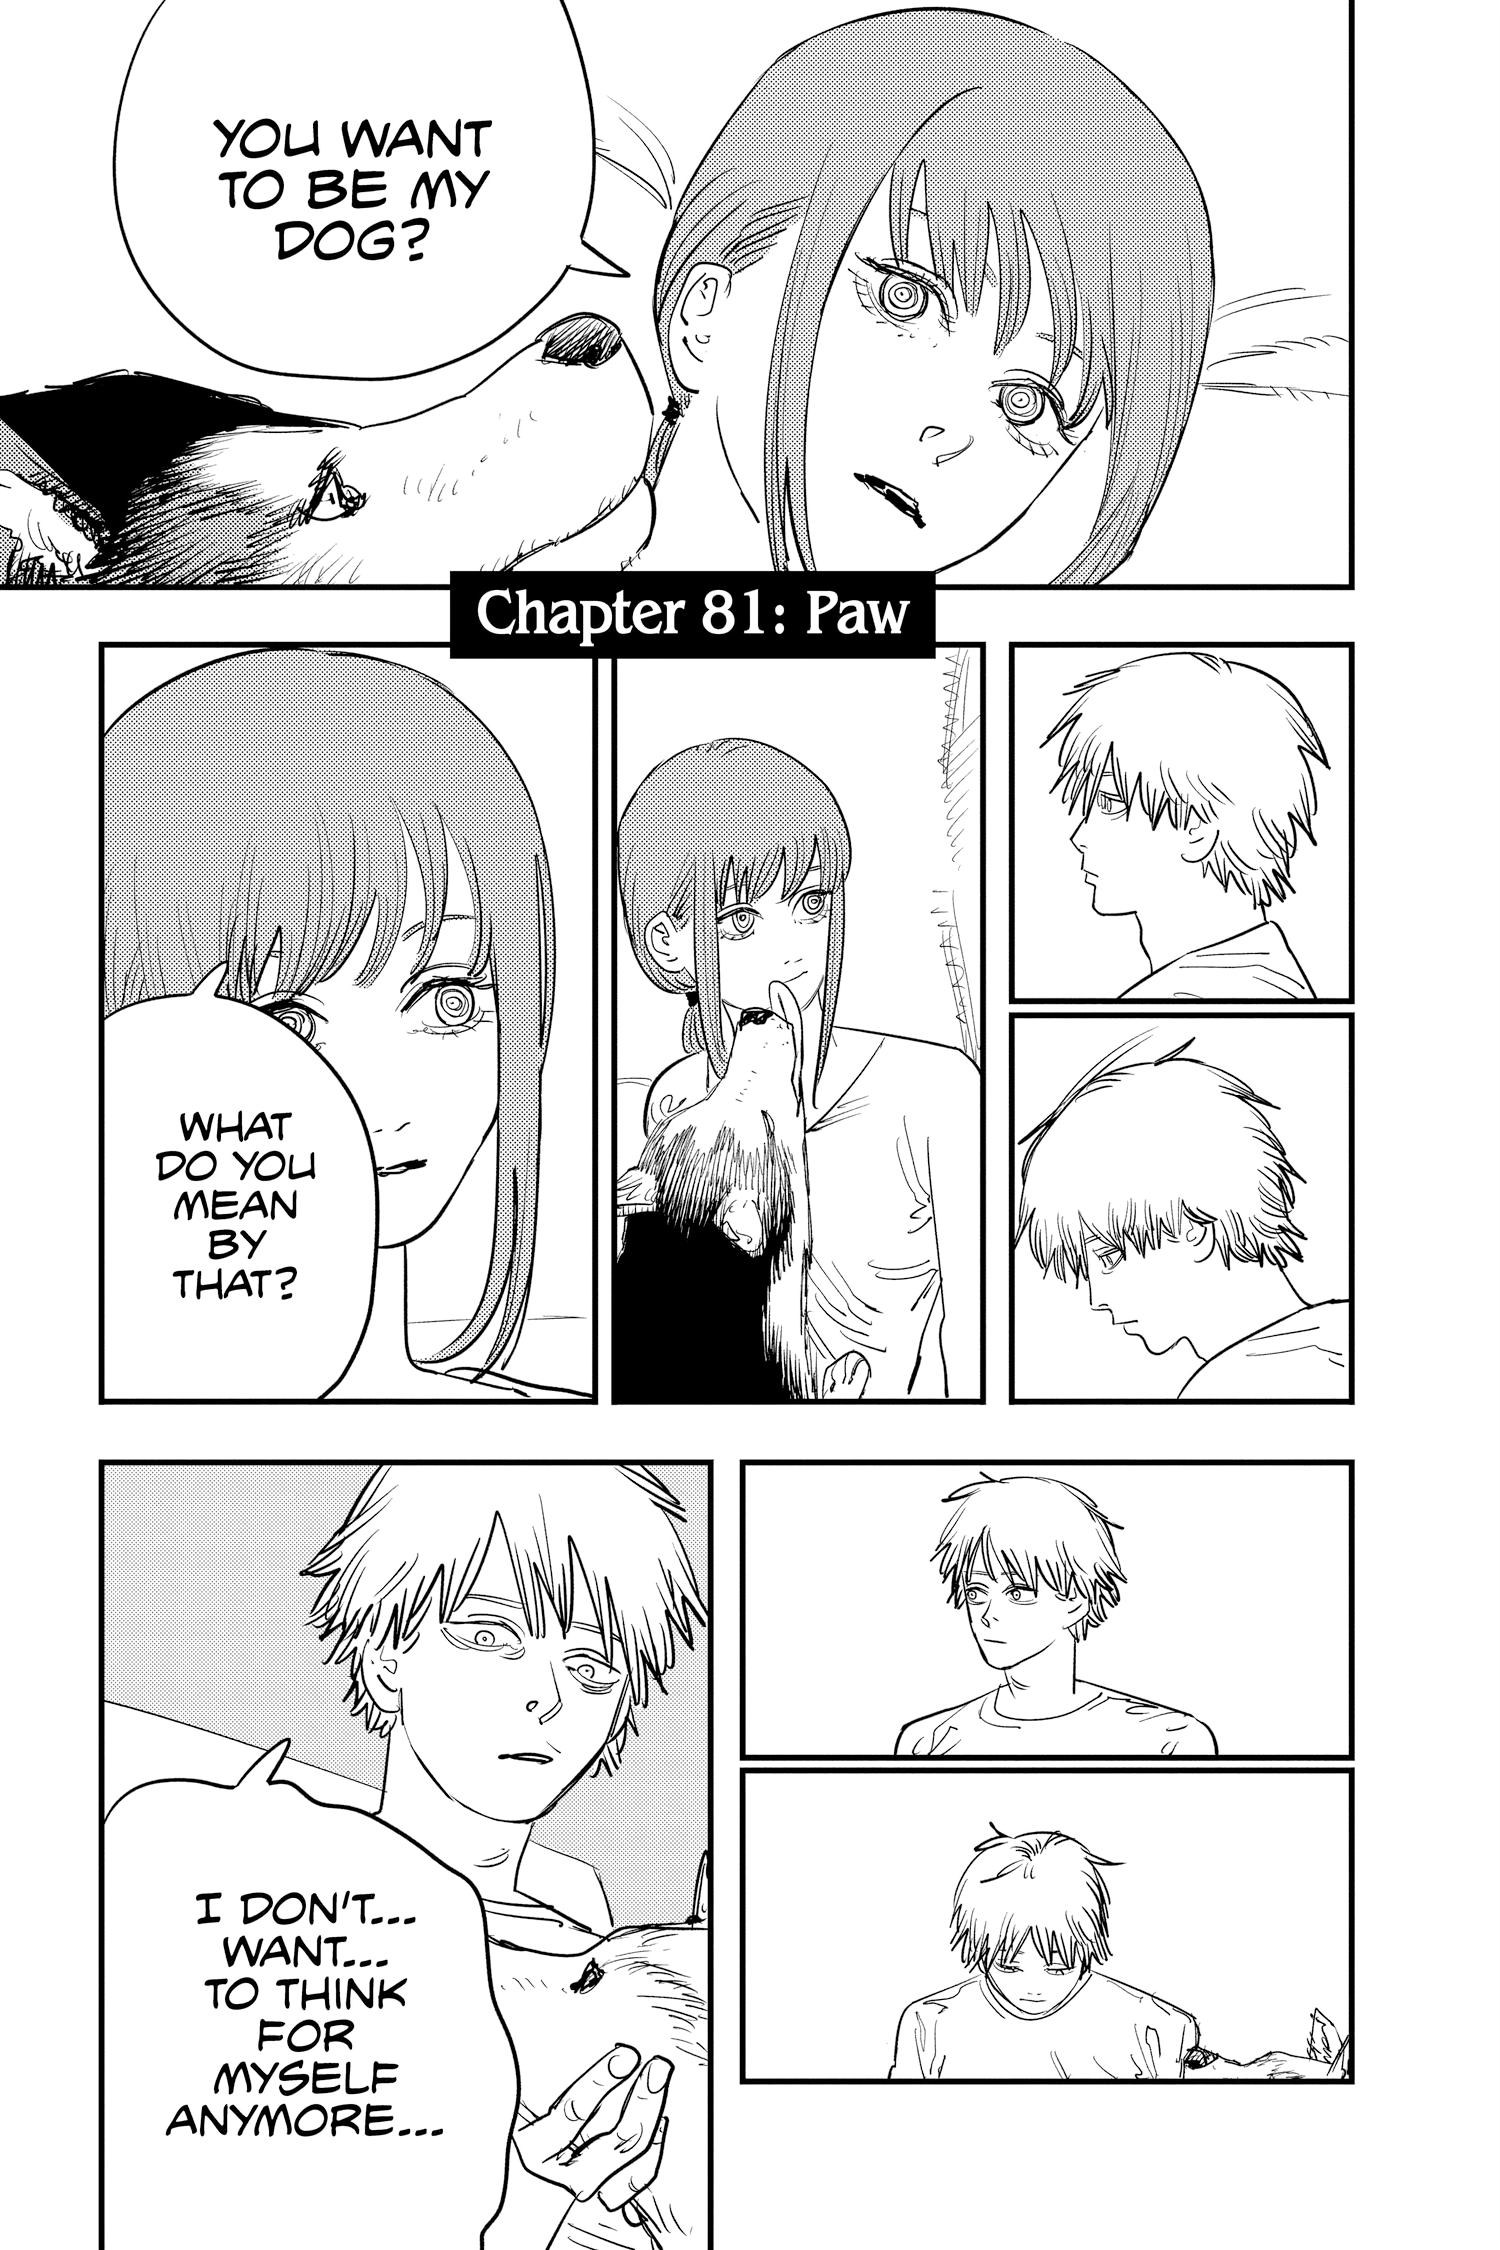 YOU WANT
TO BE MY
DOG?
Chapter 81: Paw
WHAT
DO YOU
MEAN
BY
THAT?
I DON'T...
WANT...
TO THINK
FOR
MYSELF
ANYMORE...